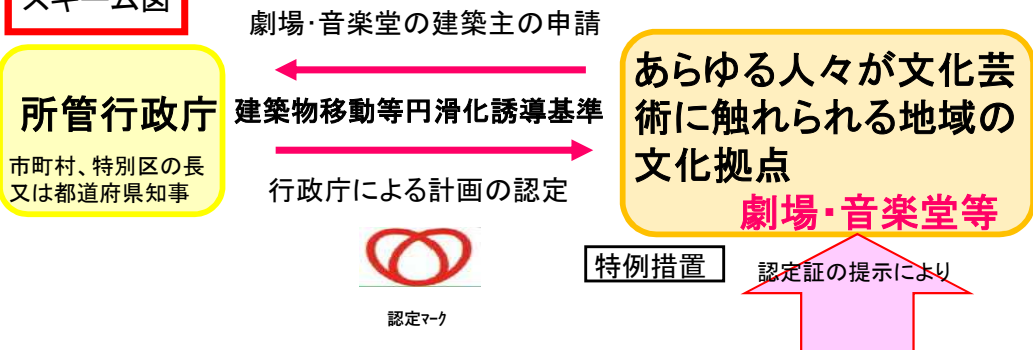 スキーム図
劇場・音楽堂の建築主の申請
所管行政庁
市町村、特別区の長
又は都道府県知事
建築物移動等円滑化誘導基準
行政庁による計画の認定
認定マーク
あらゆる人々が文化芸
術に触れられる地域の
文化拠点
劇場・音楽堂等
特例措置
認定証の提示により